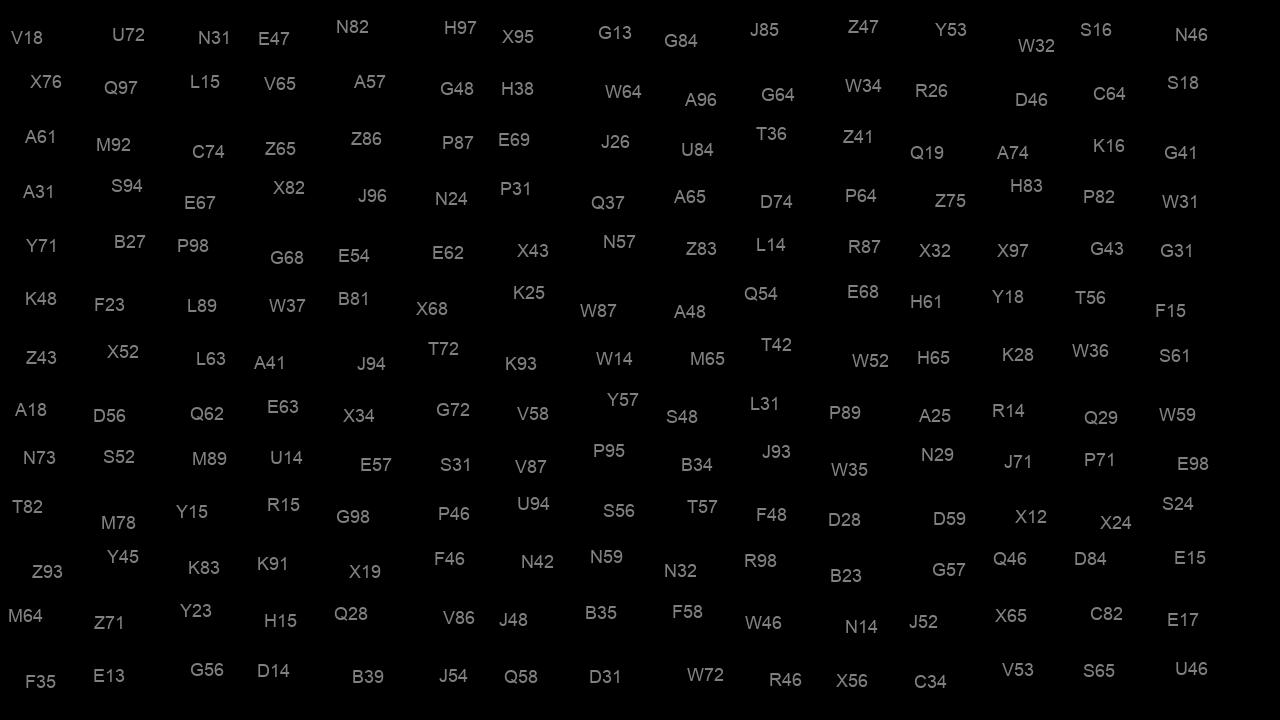 V18 U72 N31 E47 N82 H97 X95 G13 G84 J85 Z47 Y53 W32 S16 N46
X76 Q97 L15 V65 A57 G48 H38 W64 A96 G64 W34 R26 D46 C64 S18
A61 M92 C74 Z65 Z86 P87 E69 J26 U84 T36 Z41 Q19 A74 K16 G41
A31 S94 E67 X82 J96 N24 P31 Q37 A65 D74 P64 Z75 H83 P82 W31
Y71 B27 P98 G68 E54 E62 X43 N57 Z83 L14 R87 X32 X97 G43 G31
K48 F23 L89 W37 B81 X68 K25 W87 A48 Q54 E68 H61 Y18 T56 F15
Z43 X52 L63 A41 J94 T72 K93 W14 M65 T42 W52 H65 K28 W36 S61
A18 D56 Q62 E63 X34 G72 V58 Y57 S48 L31 P89 A25 R14 Q29 W59
N73 S52 M89 U14 E57 S31 V87 P95 B34 J93 W35 N29 J71 P71 E98
T82 M78 Y15 R15 G98 P46 U94 S56 T57 F48 D28 D59 X12 X24 S24
Z93 Y45 K83 K91 X19 F46 N42 N59 N32 R98 B23 G57 Q46 D84 E15
M64 Z71 Y23 H15 Q28 V86 J48 B35 F58 W46 N14 J52 X65 C82 E17
F35 E13 G56 D14 B39 J54 Q58 D31 W72 R46 X56 C34 V53 S65 U46